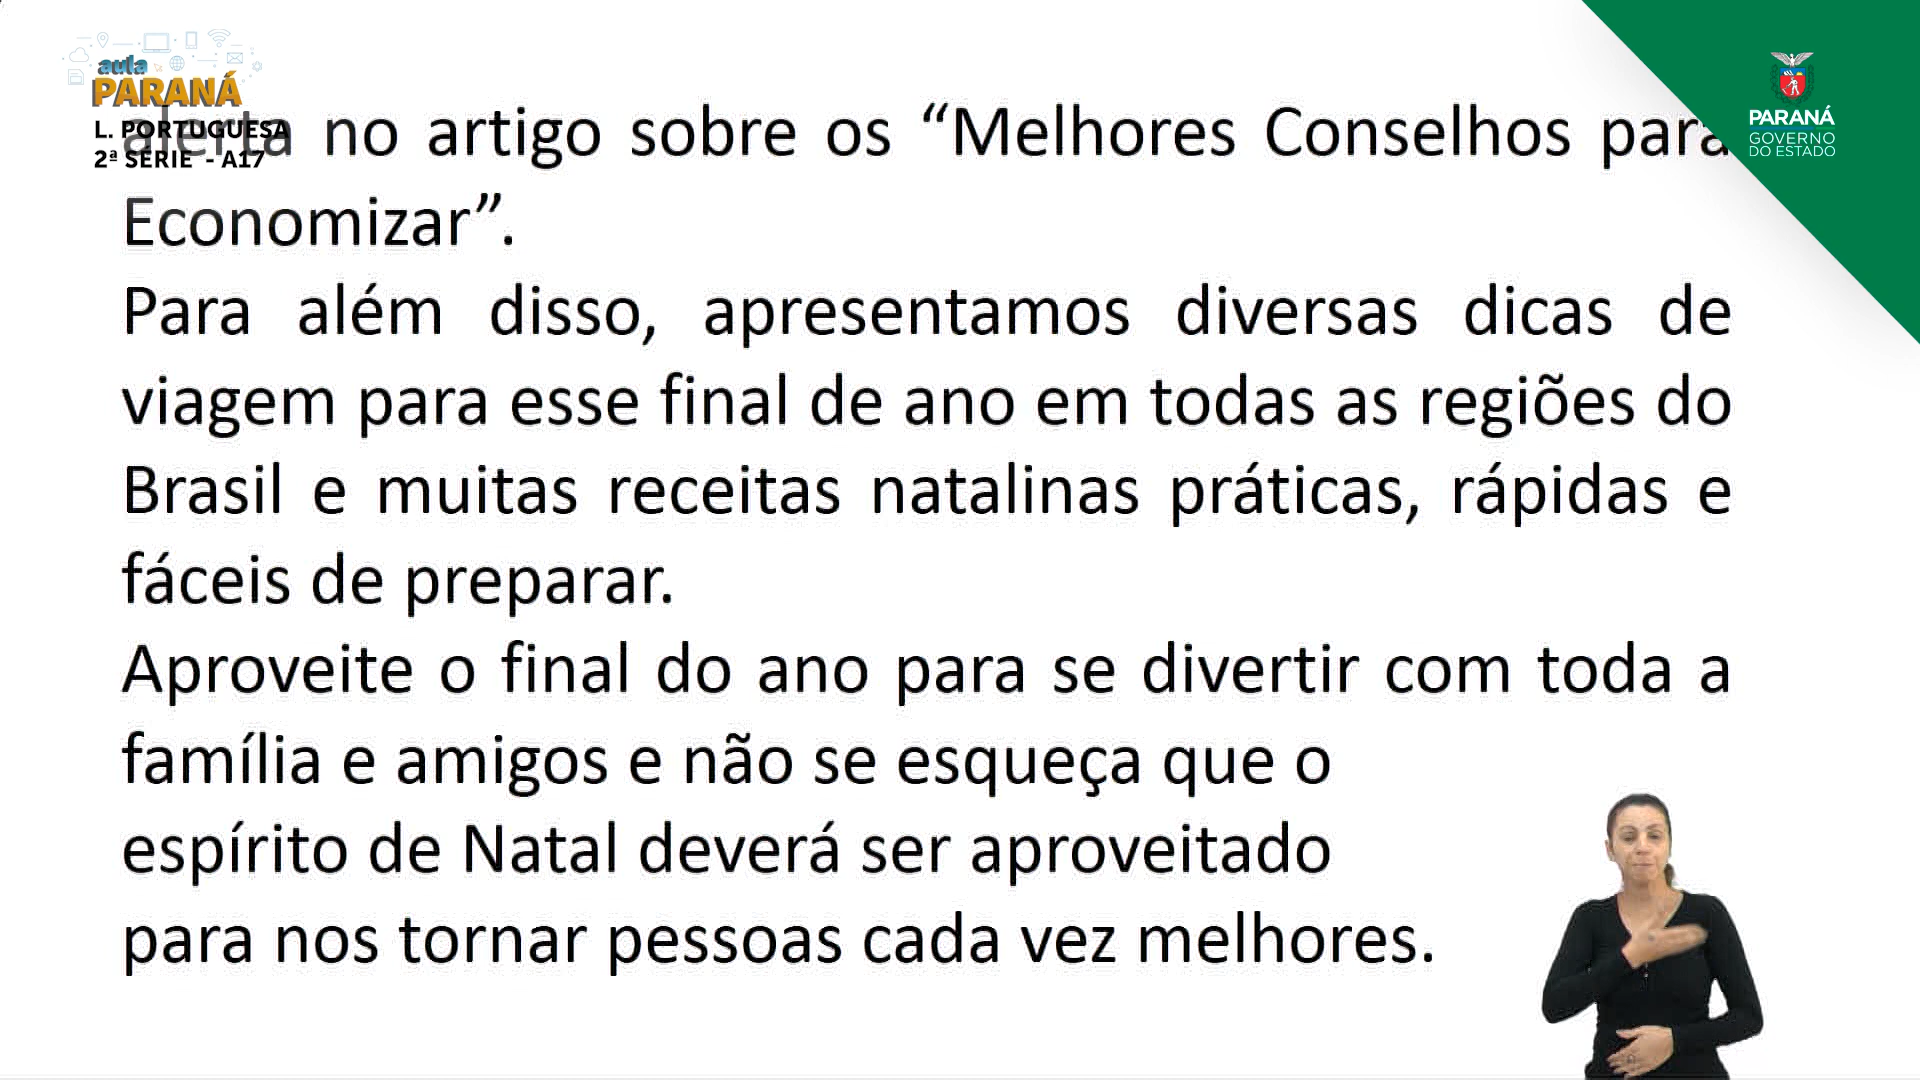 aula
PARANÁ
L. PORTUGUESA
2ª SÉRIE - A17
PARANÁ
GOVERNO
DO ESTADO
alerta no artigo sobre os “Melhores Conselhos para
Economizar”.
Para além disso, apresentamos diversas dicas de
viagem para esse final de ano em todas as regiões do
Brasil e muitas receitas natalinas práticas, rápidas e
fáceis de preparar.
Aproveite o final do ano para se divertir com toda a
família e amigos e não se esqueça que o
espírito de Natal deverá ser aproveitado
para nos tornar pessoas cada vez melhores.